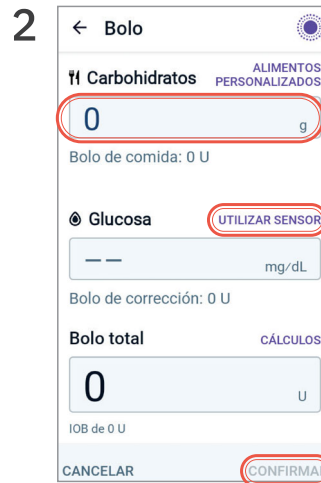 2
← Bolo
Carbohidratos
ALIMENTOS
PERSONALIZADOS
0 g
Bolo de comida: 0 U
Glucosa UTILIZAR SENSOR
-- mg/dL
Bolo de corrección: 0 U
Bolo total CÁLCULOS
0 U
IOB de 0 U
CANCELAR CONFIRMA